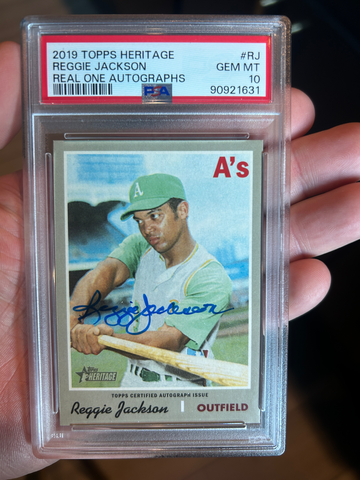 2019 TOPPS HERITAGE #RJ
REGGIE JACKSON GEM MT
REAL ONE AUTOGRAPHS 10
PSA 90921631
A's
A
Reggie Jackson
Topps
HERITAGE
TOPPS CERTIFIED AUTOGRAPH ISSUE
Reggie Jackson OUTFIELD